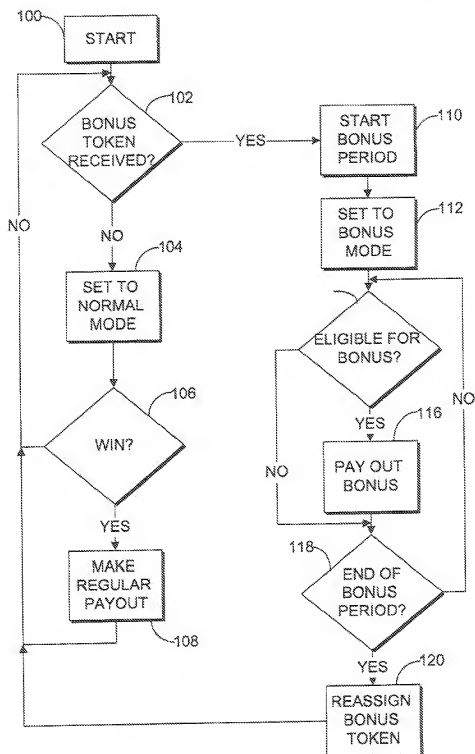 100
START
102
BONUS
TOKEN
RECEIVED?
YES
NO
NO
104
SET TO
NORMAL
MODE
106
WIN?
YES
MAKE
REGULAR
PAYOUT
108
110
START
BONUS
PERIOD
112
SET TO
BONUS
MODE
ELIGIBLE FOR
BONUS?
NO
YES
116
PAY OUT
BONUS
NO
118
END OF
BONUS
PERIOD?
YES
120
REASSIGN
BONUS
TOKEN